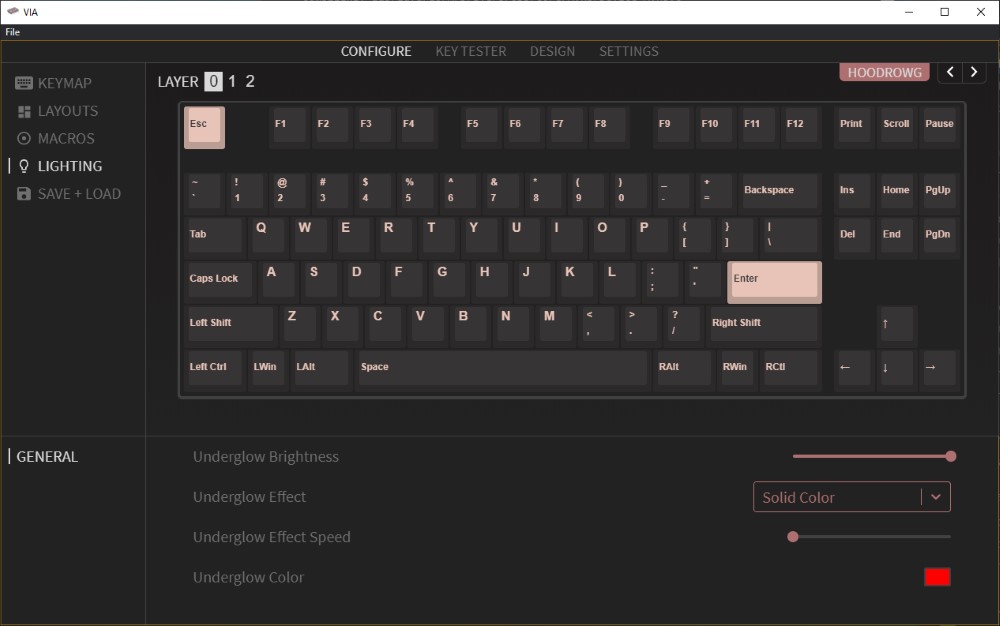 VIA
File
CONFIGURE KEY TESTER DESIGN SETTINGS
KEYMAP
LAYOUTS
MACROS
LIGHTING
SAVE + LOAD
LAYER 0 1 2
HOODROWG
Esc F1 F2 F3 F4 F5 F6 F7 F8 F9 F10 F11 F12 Print Scroll Pause
~ ! @ # $ % ^ & * ( ) _ +
` 1 2 3 4 5 6 7 8 9 0 - = Backspace Ins Home PgUp
Tab Q W E R T Y U I O P { } | Del End PgDn
[ ] \
Caps Lock A S D F G H J K L : " Enter
; '
Left Shift Z X C V B N M < > ? Right Shift ↑
, . /
Left Ctrl LWin LAlt Space RAlt RWin RCtl ← ↓ →
GENERAL
Underglow Brightness
Underglow Effect Solid Color
Underglow Effect Speed
Underglow Color